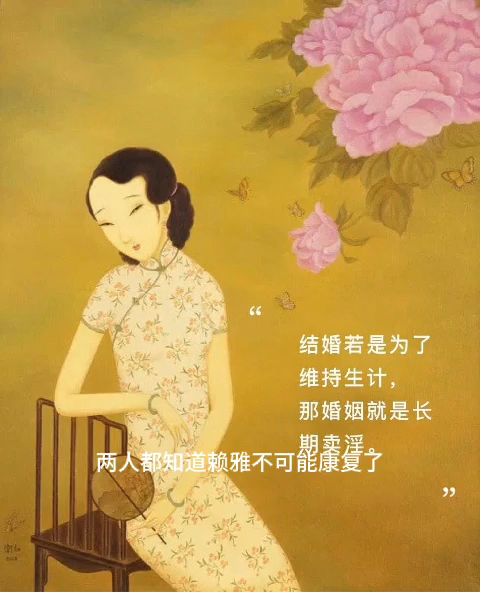 “
结婚若是为了
维持生计，
那婚姻就是长
期卖淫。
两人都知道赖雅不可能康复了
”